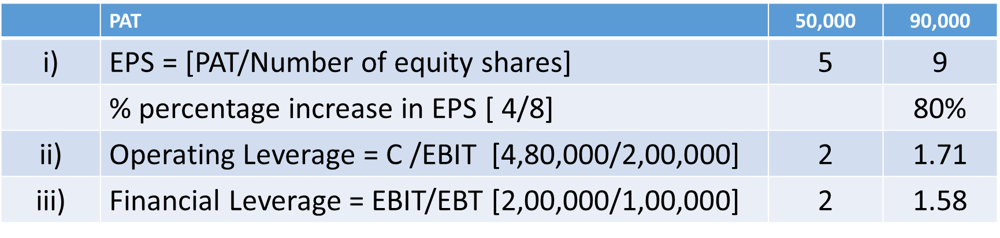 PAT 50,000 90,000
i) EPS = [PAT/Number of equity shares] 5 9
% percentage increase in EPS [ 4/8] 80%
ii) Operating Leverage = C /EBIT [4,80,000/2,00,000] 2 1.71
iii) Financial Leverage = EBIT/EBT [2,00,000/1,00,000] 2 1.58